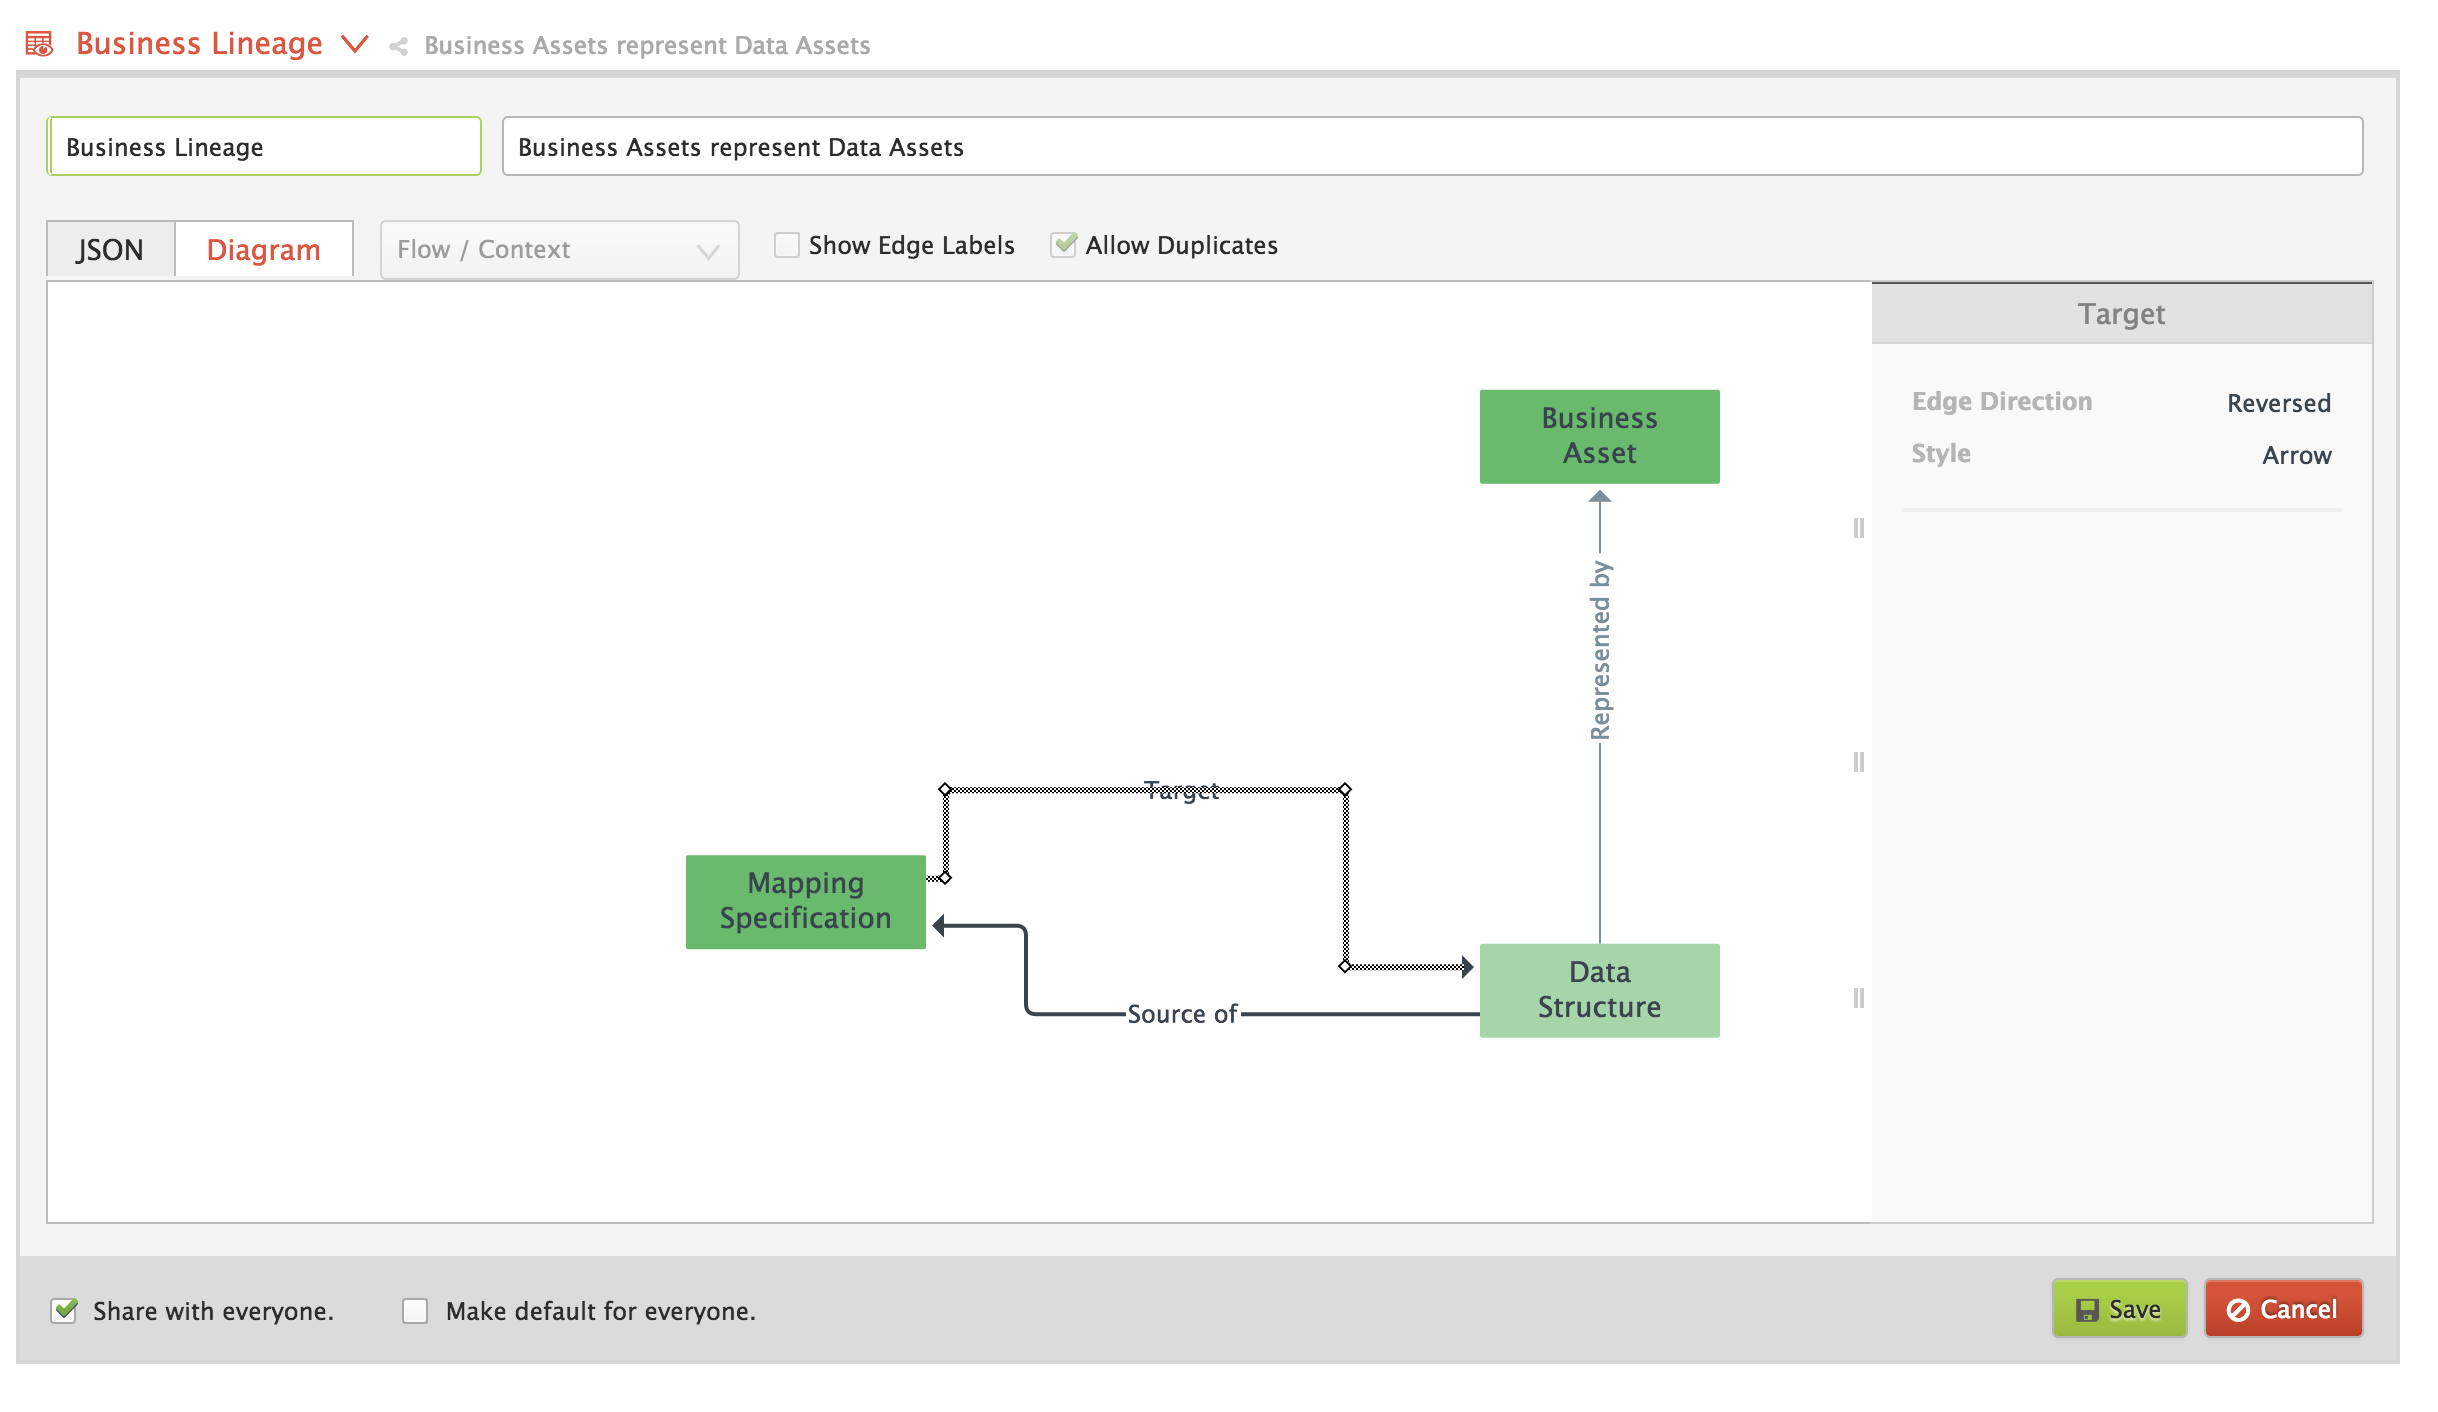 Business Lineage
Business Assets represent Data Assets
Business Lineage
Business Assets represent Data Assets
JSON
Diagram
Flow / Context
Show Edge Labels
Allow Duplicates
Target
Edge Direction
Reversed
Style
Arrow
Business
Asset
Represented by
Target
Mapping
Specification
Data
Structure
Source of
Share with everyone.
Make default for everyone.
Save
Cancel